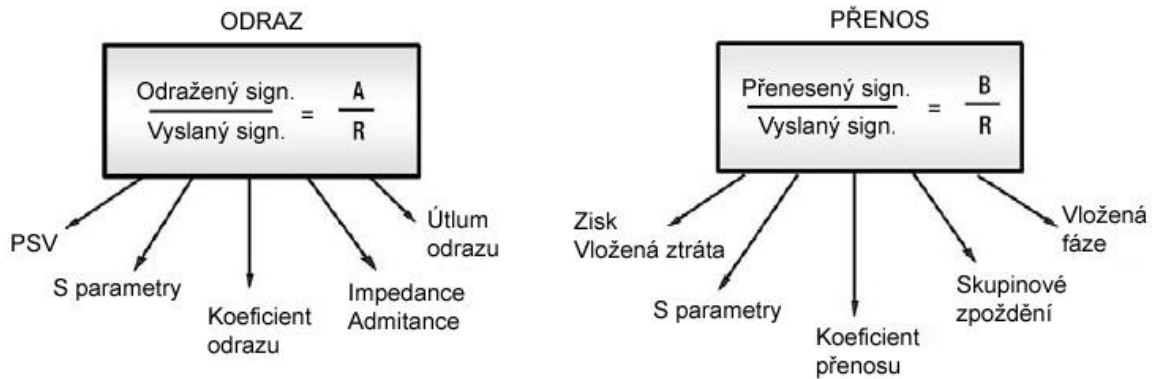 ODRAZ
Odražený sign.
Vyslaný sign.
=
A
R
PSV
S parametry
Koeficient
odrazu
Impedance
Admitance
Útlum
odrazu
PŘENOS
Přenesený sign.
Vyslaný sign.
=
B
R
Zisk
Vložená ztráta
S parametry
Koeficient
přenosu
Skupinové
zpoždění
Vložená
fáze